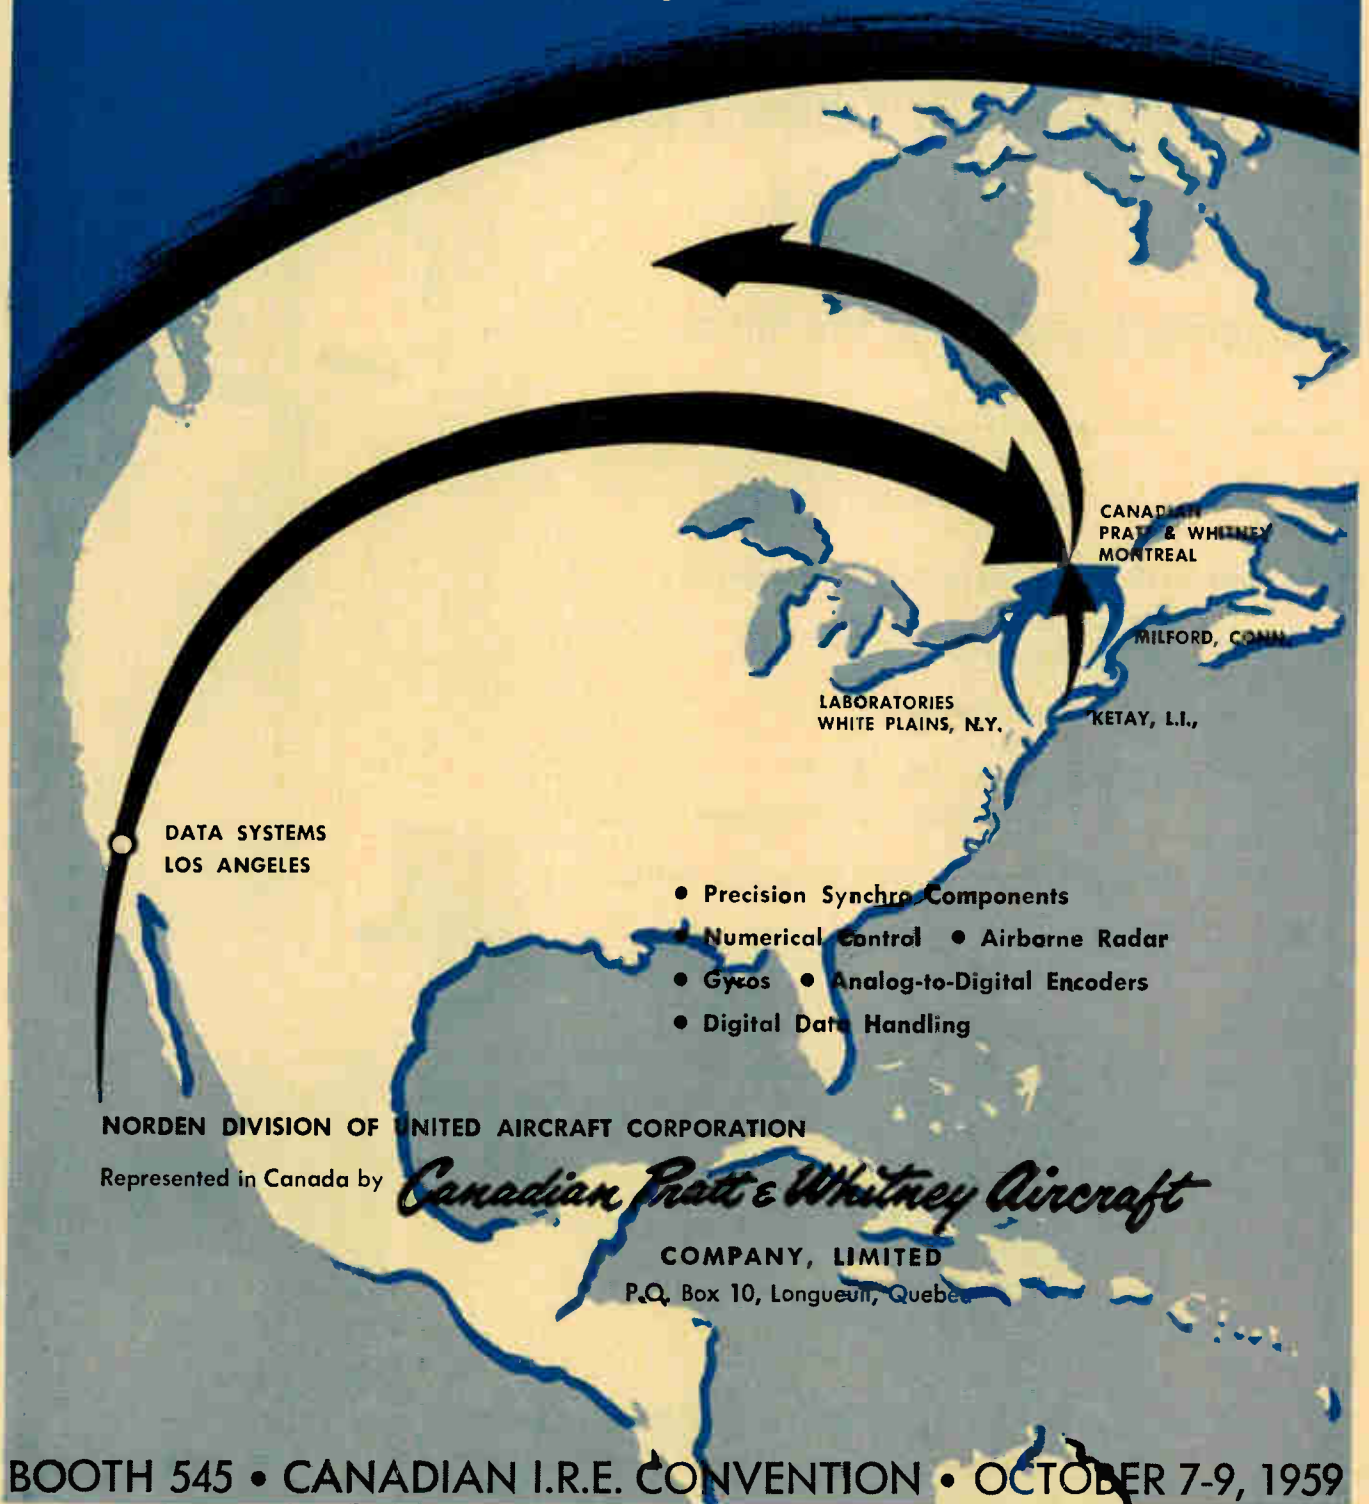 CANADIAN
PRATT & WHITNEY
MONTREAL
MILFORD, CONN.
LABORATORIES
WHITE PLAINS, N.Y.
KETAY, L.I.,
DATA SYSTEMS
LOS ANGELES
• Precision Synchro Components
• Numerical Control • Airborne Radar
• Gyros • Analog-to-Digital Encoders
• Digital Data Handling
NORDEN DIVISION OF UNITED AIRCRAFT CORPORATION
Represented in Canada by Canadian Pratt & Whitney Aircraft
COMPANY, LIMITED
P.O. Box 10, Longueuil, Quebec
BOOTH 545 • CANADIAN I.R.E. CONVENTION • OCTOBER 7-9, 1959